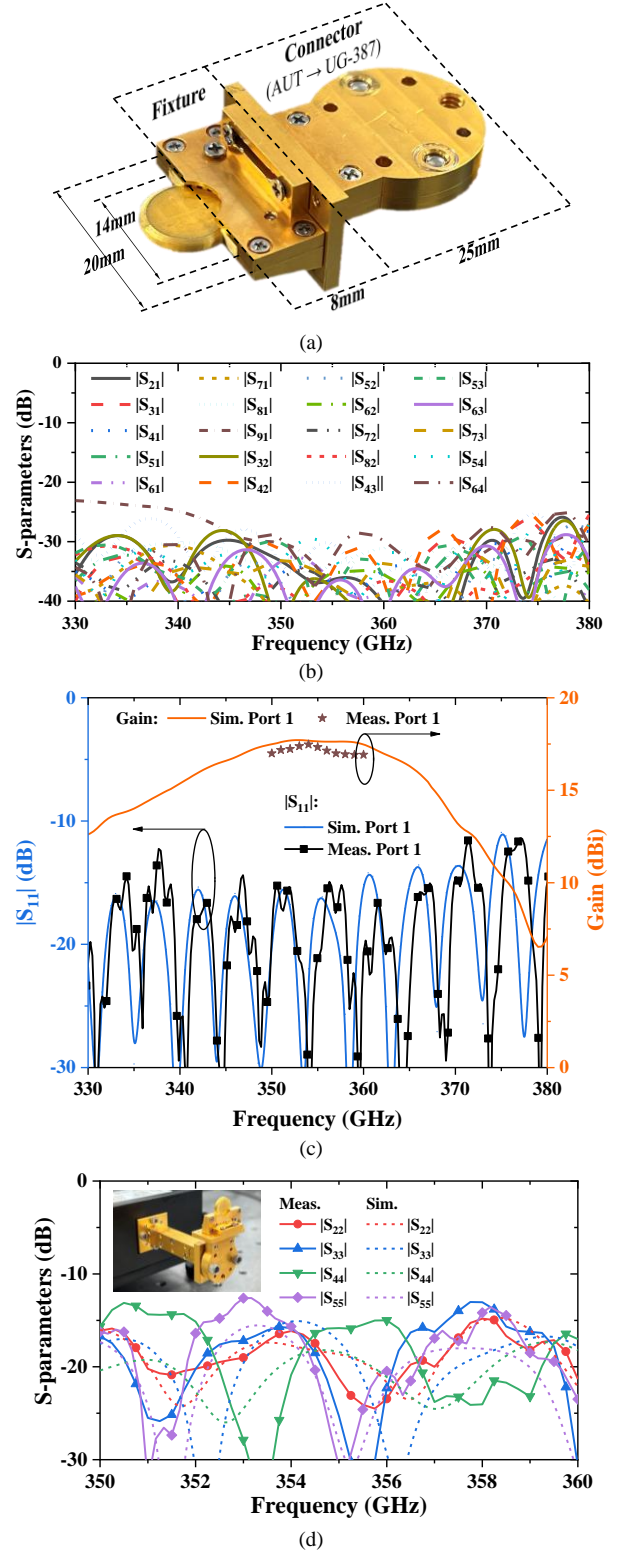 Connector
(AUT → UG-387)
Fixture
14mm
20mm
8mm
25mm
(a)
S-parameters (dB)
0
-10
-20
-30
-40
|S21| |S71| |S52| |S53|
|S31| |S81| |S62| |S63|
|S41| |S91| |S72| |S73|
|S51| |S32| |S82| |S54|
|S61| |S42| |S43|| |S64|
330 340 350 360 370 380
Frequency (GHz)
(b)
|S11| (dB)
0
-10
-20
-30
Gain: Sim. Port 1 Meas. Port 1
|S11|:
Sim. Port 1
Meas. Port 1
20
17
13
10
7
3
0
Gain (dBi)
330 340 350 360 370 380
Frequency (GHz)
(c)
S-parameters (dB)
0
-10
-20
-30
Meas. Sim.
|S22| |S22|
|S33| |S33|
|S44| |S44|
|S55| |S55|
350 352 354 356 358 360
Frequency (GHz)
(d)